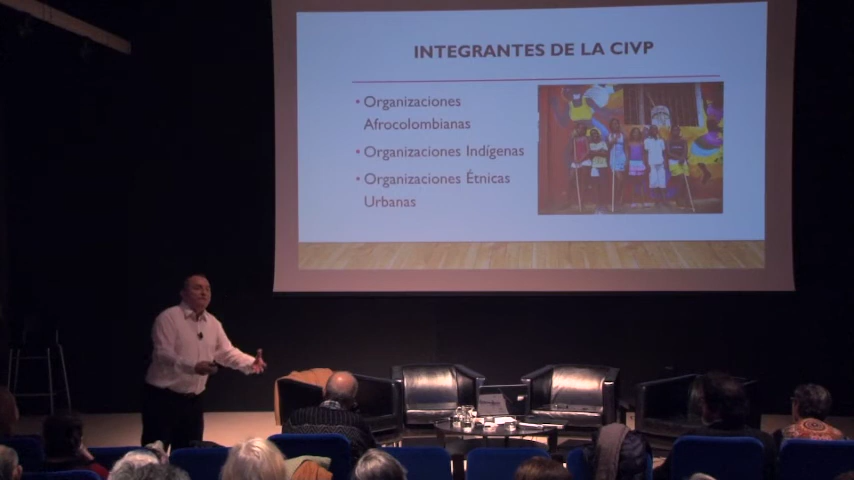 INTEGRANTES DE LA CIVP
• Organizaciones
Afrocolombianas
• Organizaciones Indígenas
• Organizaciones Étnicas
Urbanas